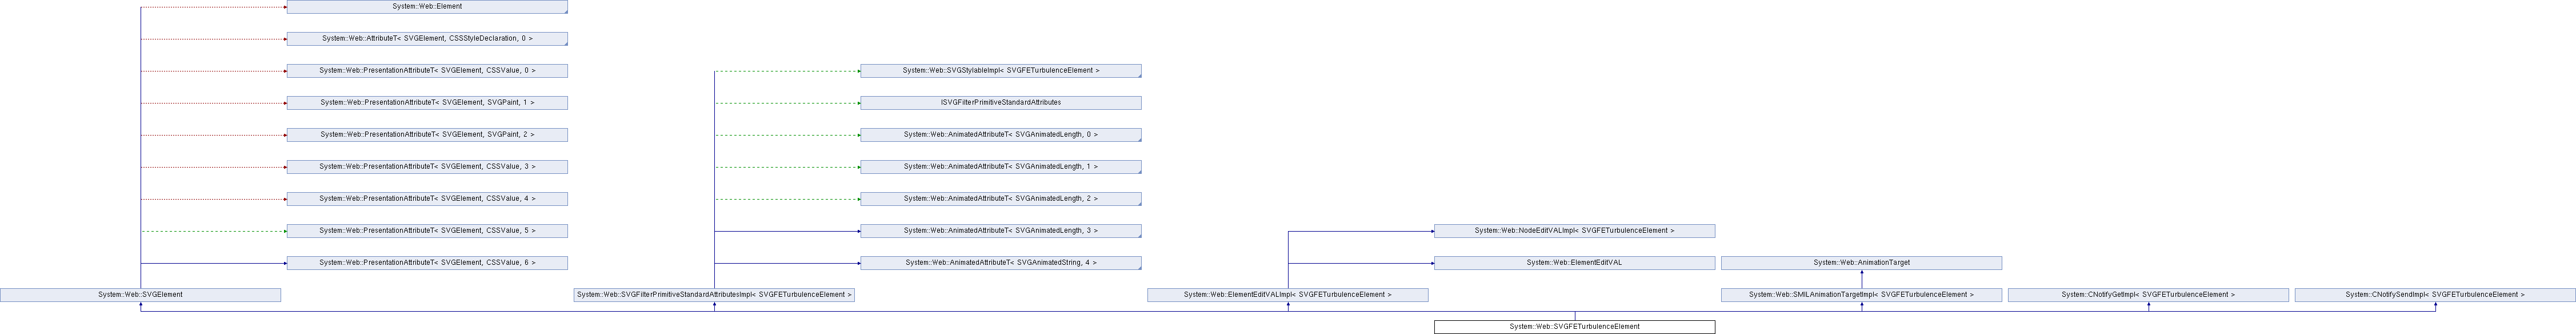 System::Web::Element
System::Web::AttributeT< SVGElement, CSSStyleDeclaration, 0 >
System::Web::PresentationAttributeT< SVGElement, CSSValue, 0 >
System::Web::SVGStylableImpl< SVGFETurbulenceElement >
System::Web::PresentationAttributeT< SVGElement, SVGPaint, 1 >
ISVGFilterPrimitiveStandardAttributes
System::Web::PresentationAttributeT< SVGElement, SVGPaint, 2 >
System::Web::AnimatedAttributeT< SVGAnimatedLength, 0 >
System::Web::PresentationAttributeT< SVGElement, CSSValue, 3 >
System::Web::AnimatedAttributeT< SVGAnimatedLength, 1 >
System::Web::PresentationAttributeT< SVGElement, CSSValue, 4 >
System::Web::AnimatedAttributeT< SVGAnimatedLength, 2 >
System::Web::PresentationAttributeT< SVGElement, CSSValue, 5 >
System::Web::AnimatedAttributeT< SVGAnimatedLength, 3 >
System::Web::NodeEditVALImpl< SVGFETurbulenceElement >
System::Web::PresentationAttributeT< SVGElement, CSSValue, 6 >
System::Web::AnimatedAttributeT< SVGAnimatedString, 4 >
System::Web::ElementEditVAL
System::Web::AnimationTarget
System::Web::SVGElement
System::Web::SVGFilterPrimitiveStandardAttributesImpl< SVGFETurbulenceElement >
System::Web::ElementEditVALImpl< SVGFETurbulenceElement >
System::Web::SMILAnimationTargetImpl< SVGFETurbulenceElement >
System::CNotifyGetImpl< SVGFETurbulenceElement >
System::CNotifySendImpl< SVGFETurbulenceElement >
System::Web::SVGFETurbulenceElement